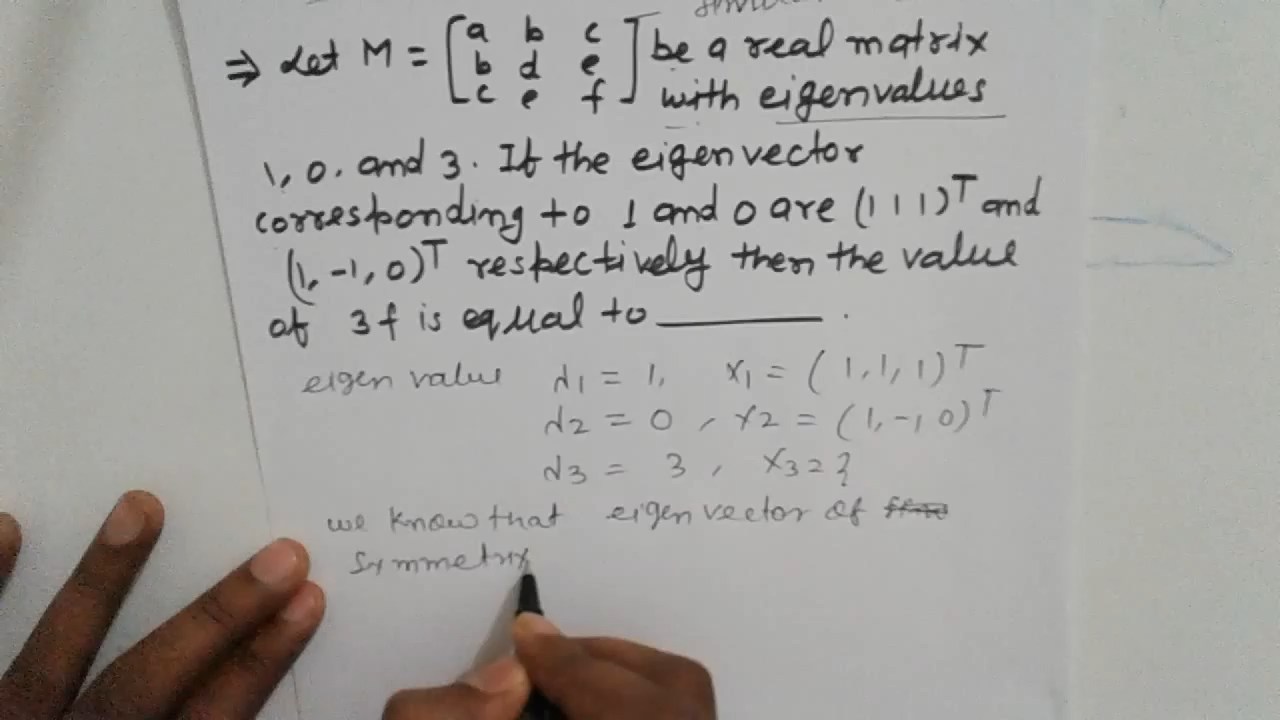 ⇒ Let M = [a b c
b d e
c e f] be a real matrix
with eigenvalues
1, 0. and 3. If the eigenvector
corresponding to 1 and 0 are (1 1 1)^T and
(1, -1, 0)^T respectively then the value
of 3f is equal to ______.
eigen value λ1 = 1, x1 = (1, 1, 1)^T
λ2 = 0, x2 = (1, -1, 0)^T
λ3 = 3, x3 = ?
we know that eigen vector of
symmetrix